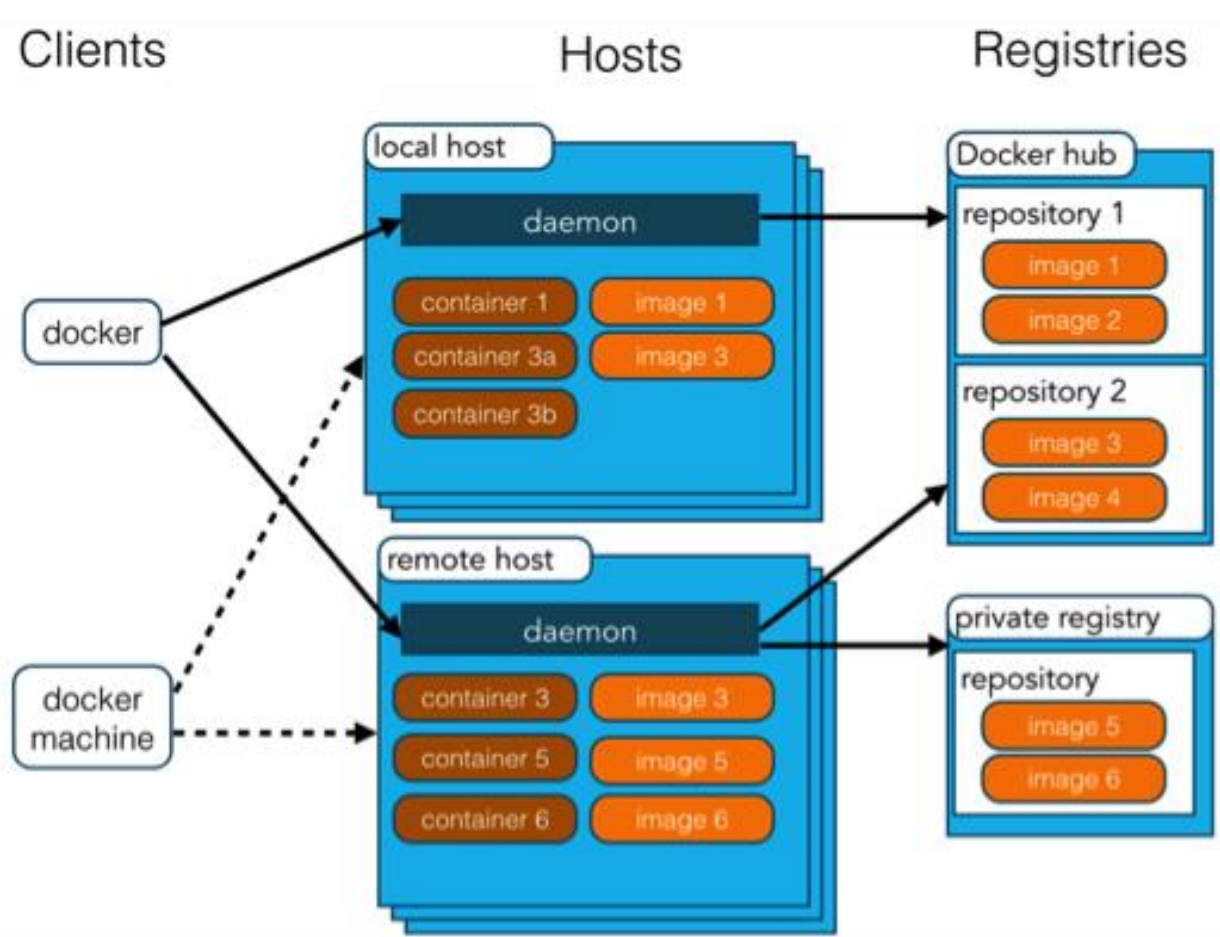 Clients
Hosts
Registries
docker
docker
machine
local host
daemon
container 1
image 1
container 3a
image 3
container 3b
remote host
daemon
container 3
image 3
container 5
image 5
container 6
image 6
Docker hub
repository 1
image 1
image 2
repository 2
image 3
image 4
private registry
repository
image 5
image 6